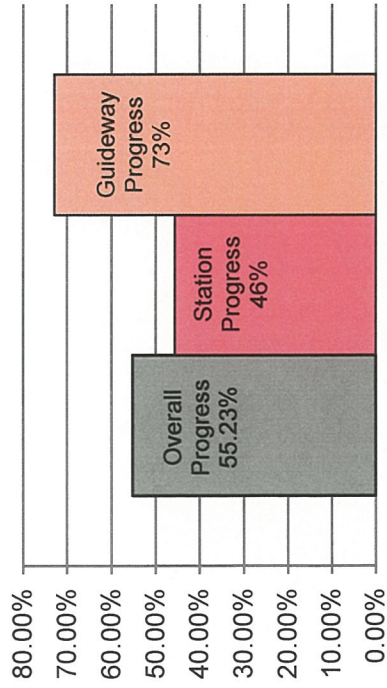 80.00%
70.00%
60.00%
50.00%
40.00%
30.00%
20.00%
10.00%
0.00%
Overall
Progress
55.23%
Station
Progress
46%
Guideway
Progress
73%